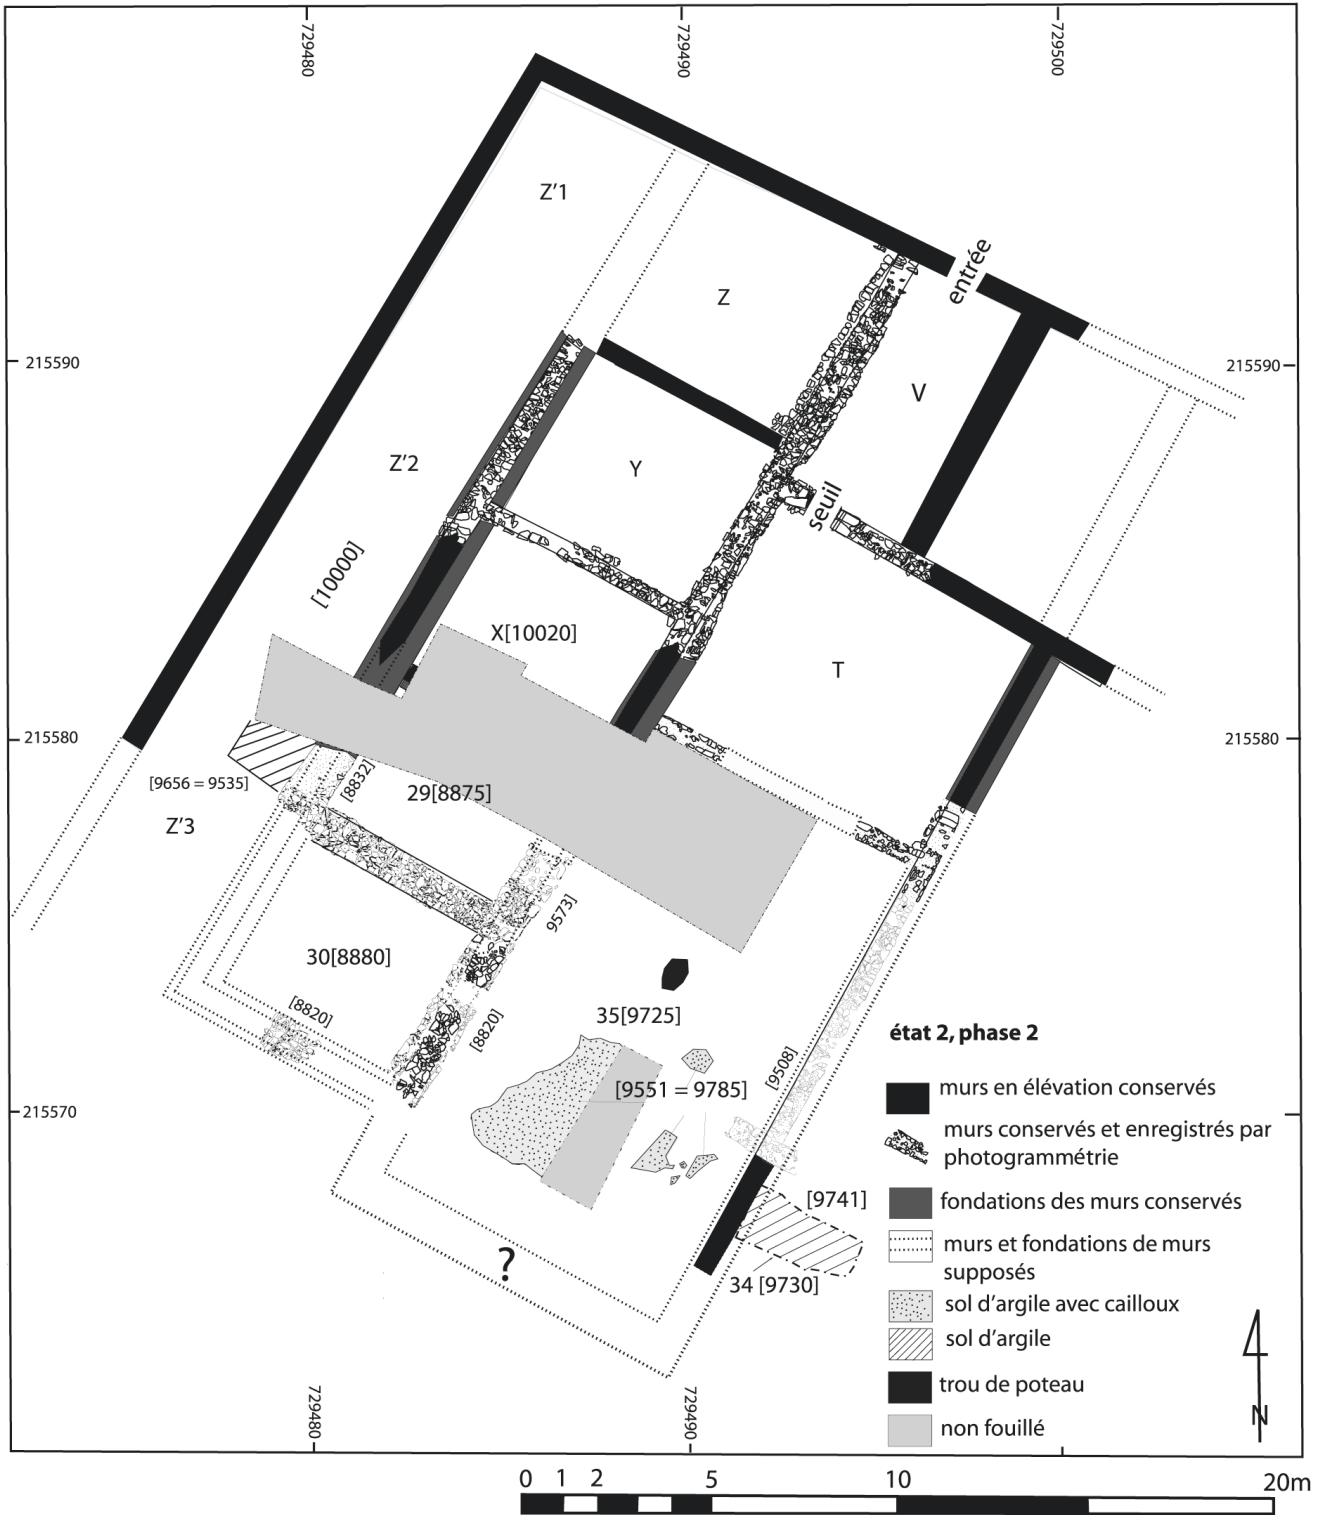 729480
729490
729500
entrée
Z’1
Z
215590
215590
V
Z’2
Y
seuil
[10000]
X[10020]
T
215580
215580
[9656 = 9535]
[8832]
29[8875]
Z’3
9573]
30[8880]
[8820]
[8820]
35[9725]
[9508]
[9551 = 9785]
215570
[9741]
34 [9730]
?
état 2, phase 2
murs en élévation conservés
murs conservés et enregistrés par
photogrammétrie
fondations des murs conservés
murs et fondations de murs
supposés
sol d’argile avec cailloux
sol d’argile
trou de poteau
non fouillé
N
729480
729490
0 1 2 5 10 20m